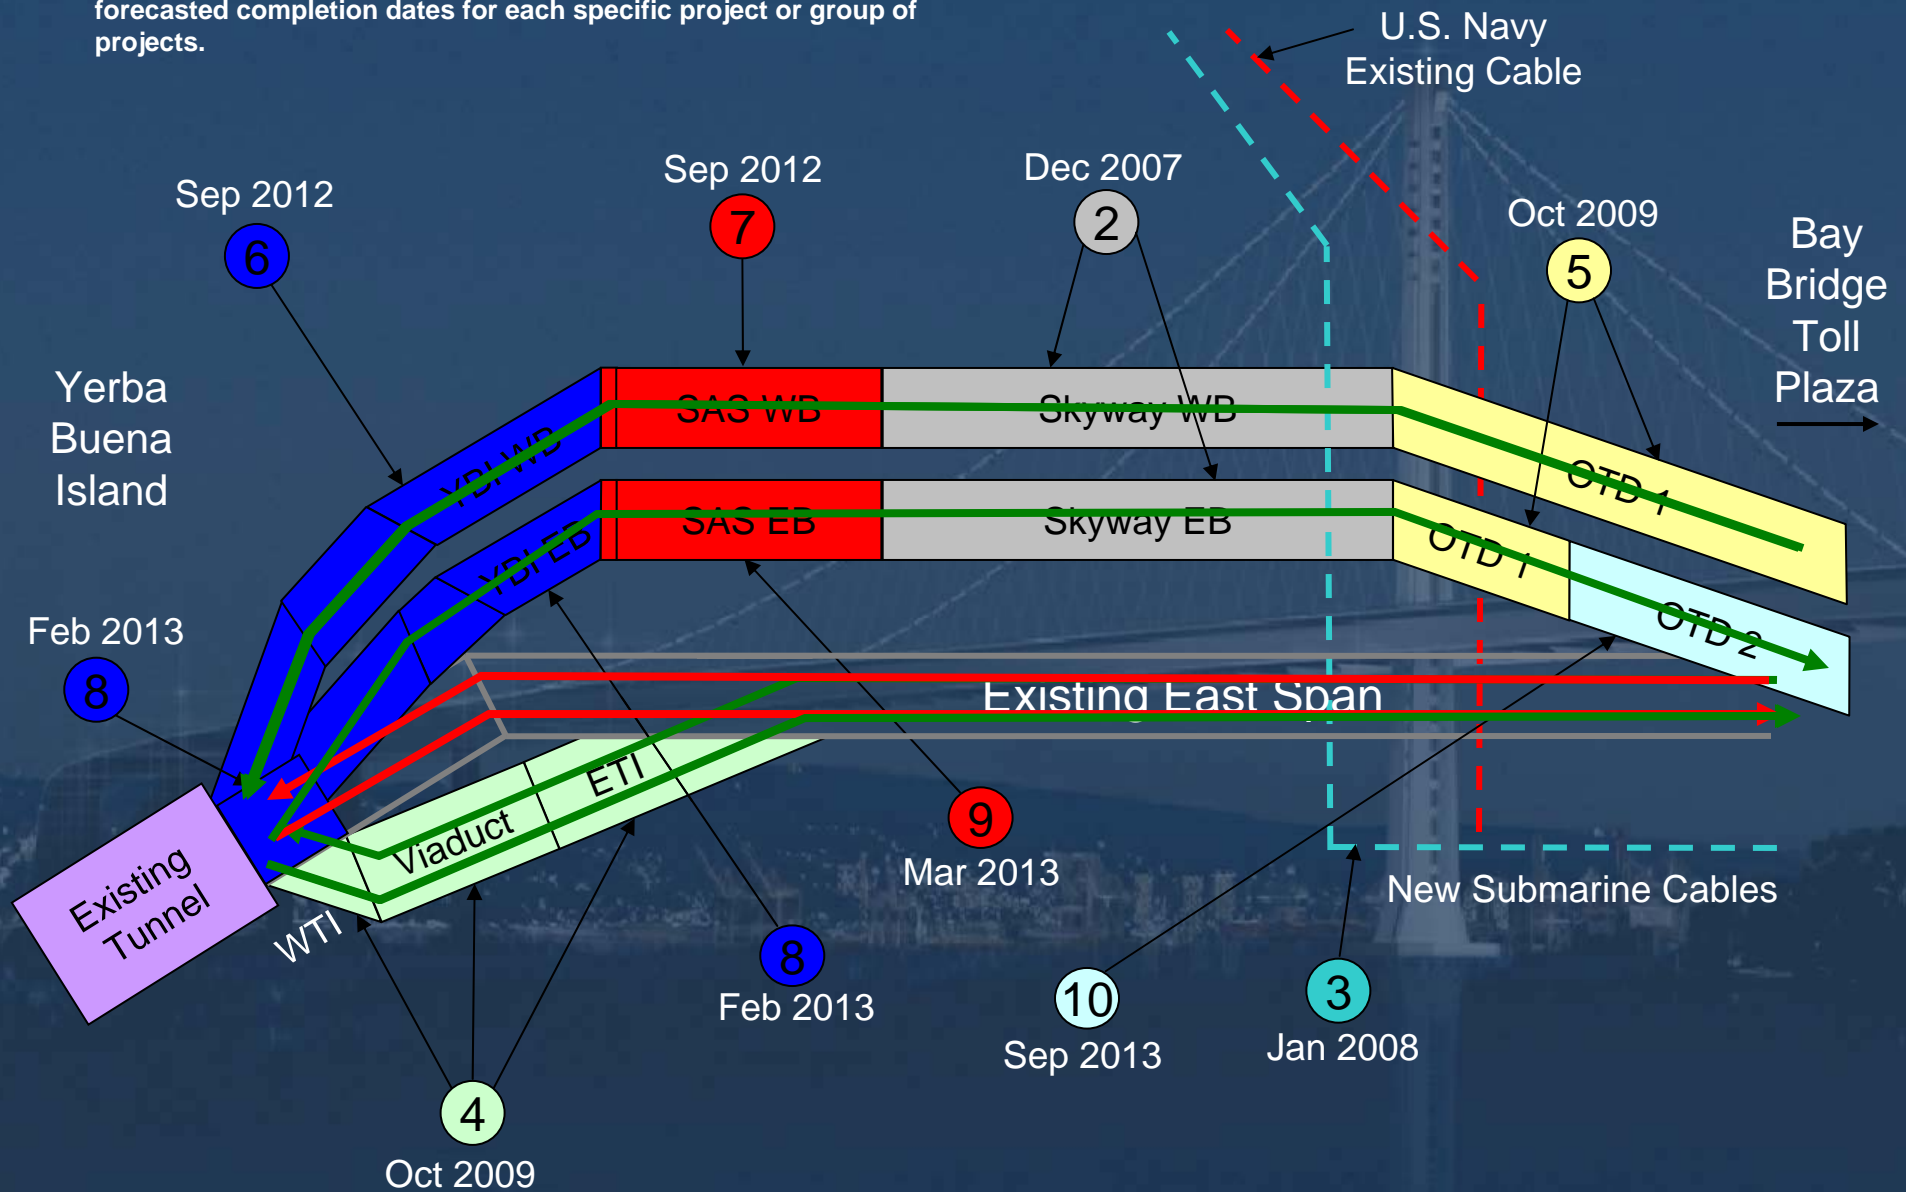 forecasted completion dates for each specific project or group of
projects.
U.S. Navy
Existing Cable
Sep 2012
6
Sep 2012
7
Dec 2007
2
Oct 2009
5
Bay
Bridge
Toll
Plaza
Yerba
Buena
Island
YBI WB
SAS WB
Skyway WB
OTD 1
YBI EB
SAS EB
Skyway EB
OTD 1
OTD 2
Feb 2013
8
Existing East Span
ETI
Viaduct
Existing
Tunnel
WTI
9
Mar 2013
New Submarine Cables
8
Feb 2013
10
Sep 2013
3
Jan 2008
4
Oct 2009